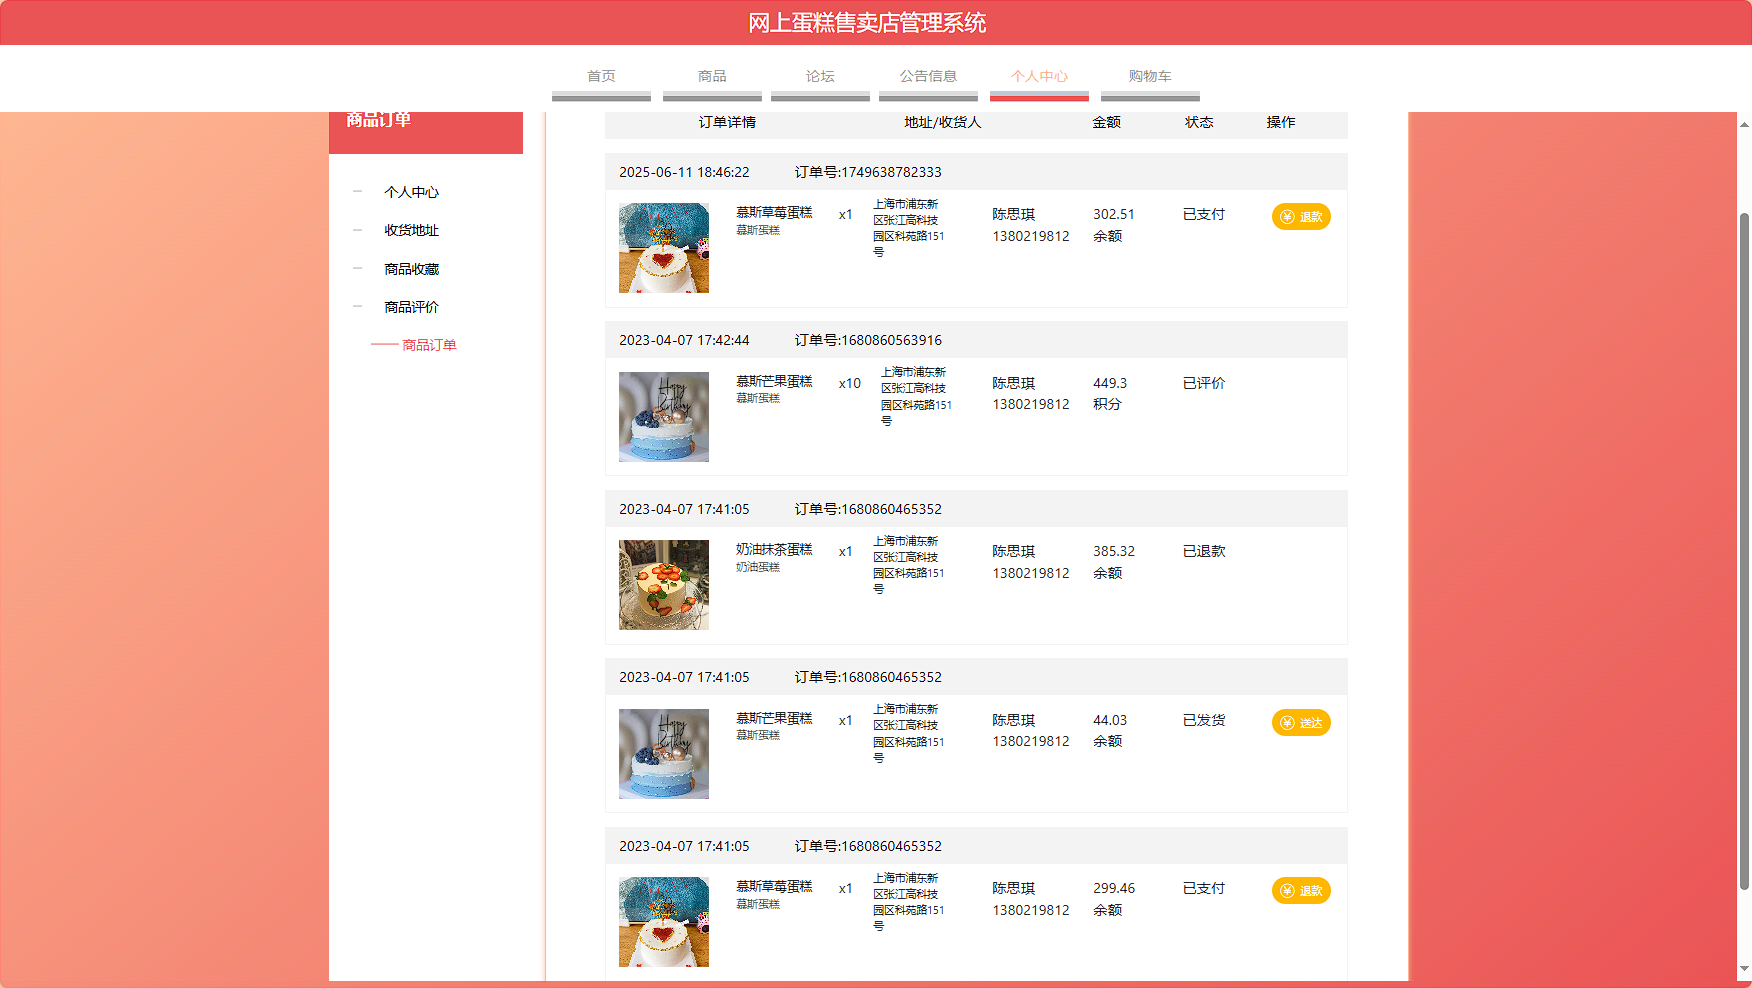 网上蛋糕售卖店管理系统
首页 商品 论坛 公告信息 个人中心 购物车
商品订单
个人中心
收货地址
商品收藏
商品评价
商品订单
订单详情 地址/收货人 金额 状态 操作
2025-06-11 18:46:22 订单号:1749638782333
慕斯草莓蛋糕
慕斯蛋糕
x1
上海市浦东新
区张江高科技
园区科苑路151
号
陈思琪
1380219812
302.51
余额
已支付
退款
2023-04-07 17:42:44 订单号:1680860563916
慕斯芒果蛋糕
慕斯蛋糕
x10
上海市浦东新
区张江高科技
园区科苑路151
号
陈思琪
1380219812
449.3
积分
已评价
2023-04-07 17:41:05 订单号:1680860465352
奶油抹茶蛋糕
奶油蛋糕
x1
上海市浦东新
区张江高科技
园区科苑路151
号
陈思琪
1380219812
385.32
余额
已退款
2023-04-07 17:41:05 订单号:1680860465352
慕斯芒果蛋糕
慕斯蛋糕
x1
上海市浦东新
区张江高科技
园区科苑路151
号
陈思琪
1380219812
44.03
余额
已发货
送达
2023-04-07 17:41:05 订单号:1680860465352
慕斯草莓蛋糕
慕斯蛋糕
x1
上海市浦东新
区张江高科技
园区科苑路151
号
陈思琪
1380219812
299.46
余额
已支付
退款